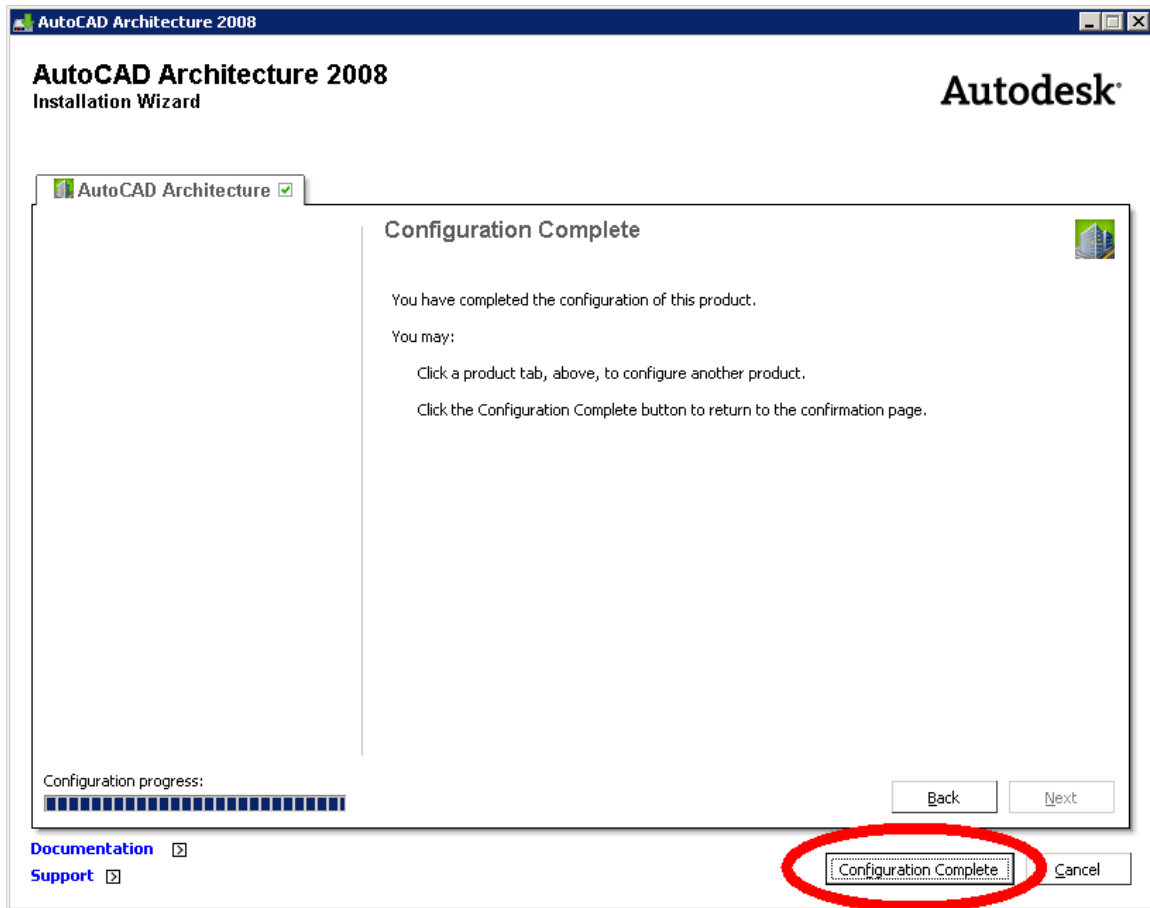 AutoCAD Architecture 2008
AutoCAD Architecture 2008
Installation Wizard
Autodesk
AutoCAD Architecture
Configuration Complete
You have completed the configuration of this product.
You may:
Click a product tab, above, to configure another product.
Click the Configuration Complete button to return to the confirmation page.
Configuration progress:
Back
Next
Documentation
Support
Configuration Complete
Cancel